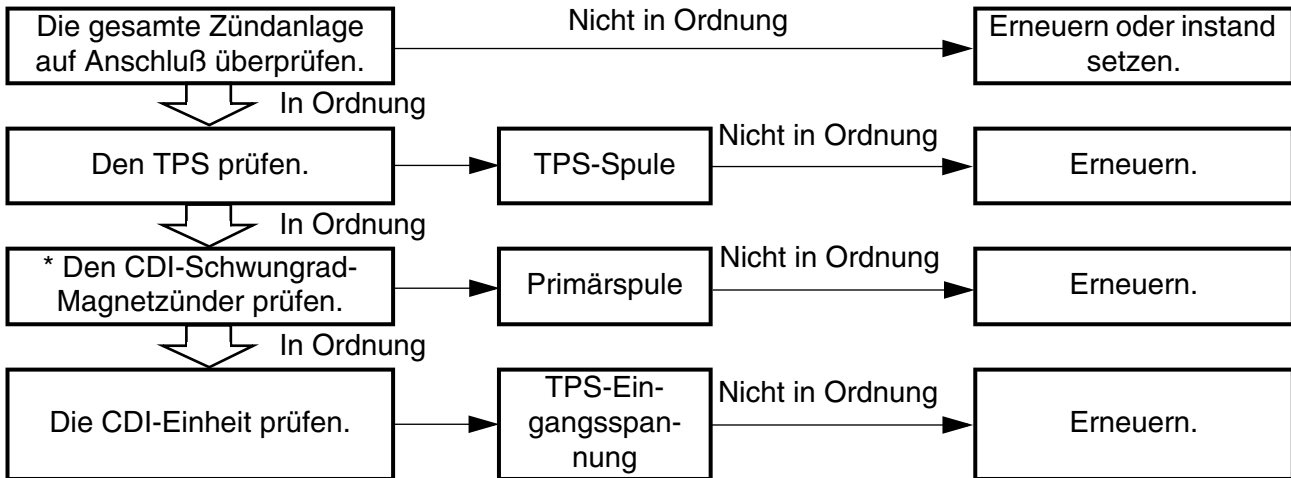 Die gesamte Zündanlage
auf Anschluß überprüfen.
Nicht in Ordnung
Erneuern oder instand
setzen.
In Ordnung
Den TPS prüfen.
TPS-Spule
Nicht in Ordnung
Erneuern.
In Ordnung
* Den CDI-Schwungrad-
Magnetzünder prüfen.
Primärspule
Nicht in Ordnung
Erneuern.
In Ordnung
Die CDI-Einheit prüfen.
TPS-Ein-
gangsspan-
nung
Nicht in Ordnung
Erneuern.